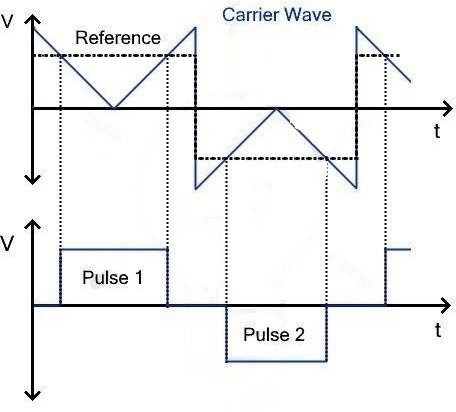 V
Carrier Wave
Reference
t
V
Pulse 1
t
Pulse 2